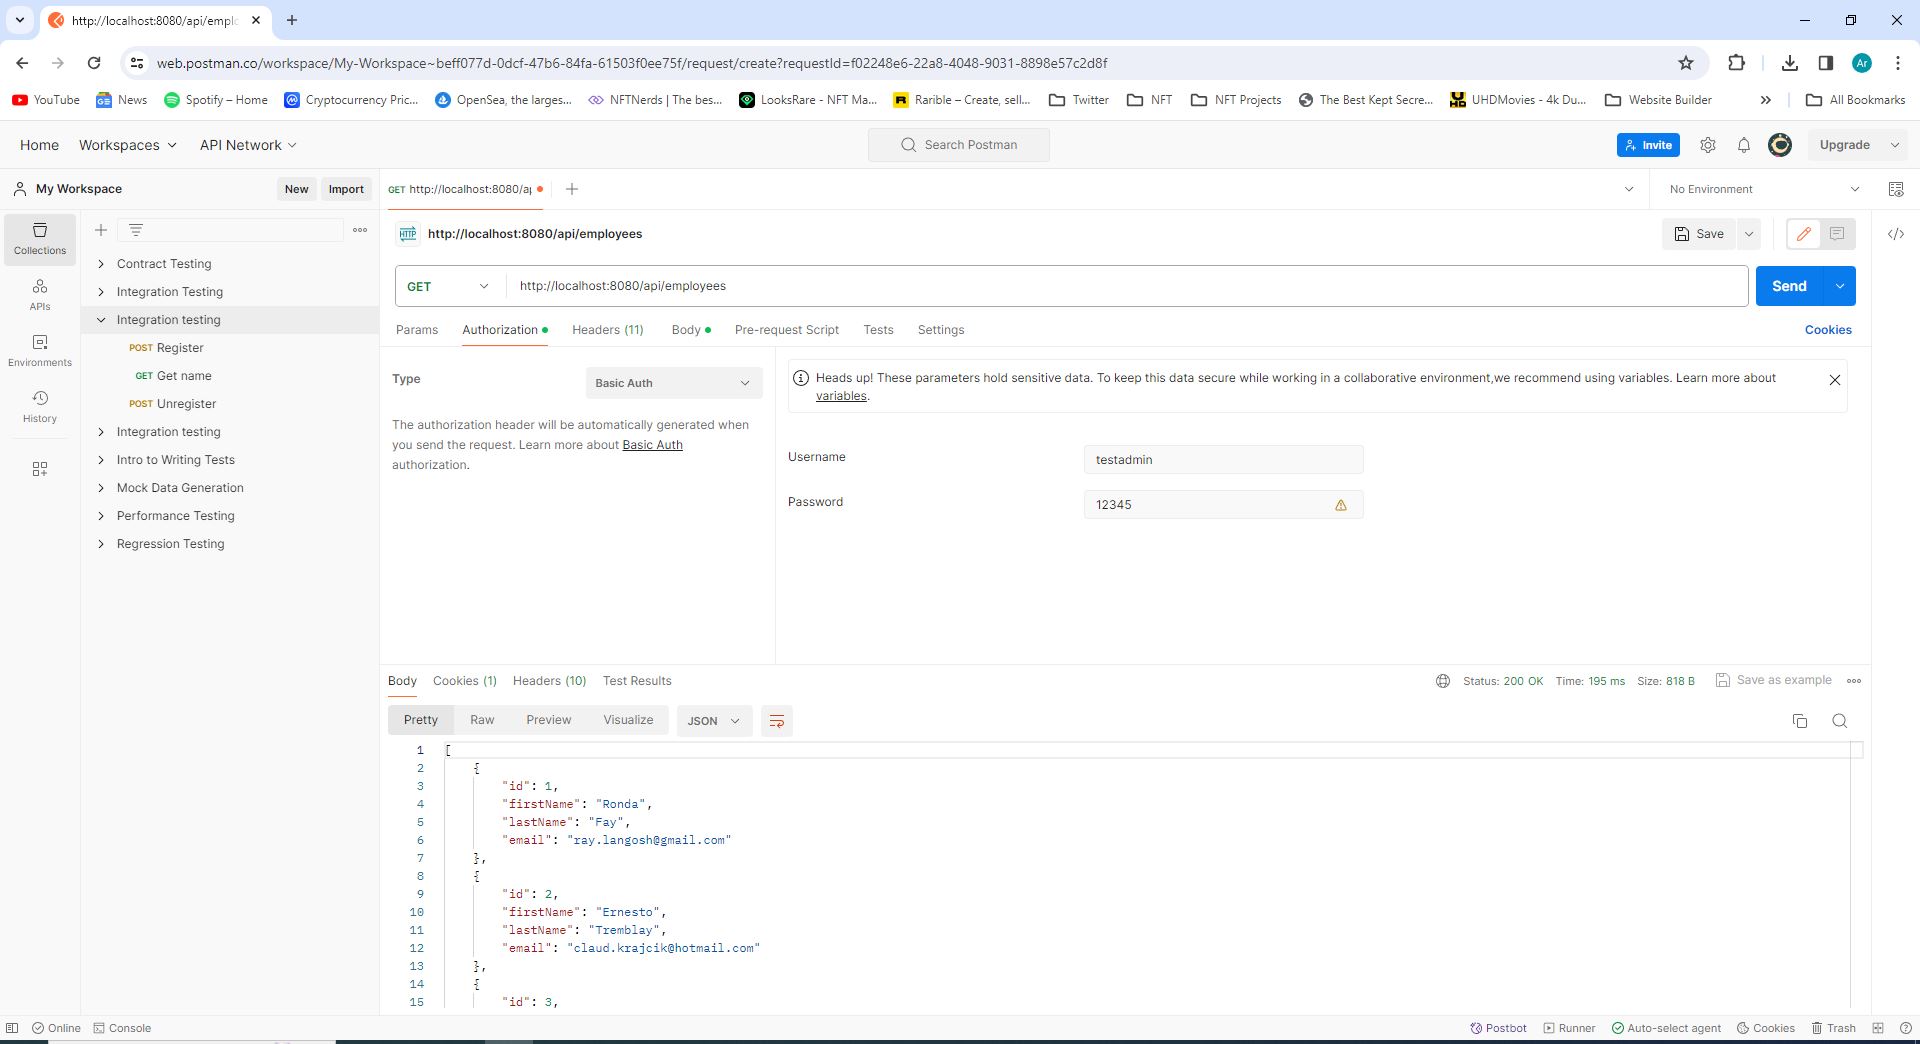 http://localhost:8080/api/emplo
web.postman.co/workspace/My-Workspace~beff077d-0dcf-47b6-84fa-61503f0ee75f/request/create?requestId=f02248e6-22a8-4048-9031-8898e57c2d8f
Ar
YouTube News Spotify – Home Cryptocurrency Pric... OpenSea, the larges... NFTNerds | The bes... LooksRare - NFT Ma... Rarible – Create, sell... Twitter NFT NFT Projects The Best Kept Secre... UHDMovies - 4k Du... Website Builder All Bookmarks
Home Workspaces API Network Search Postman Invite Upgrade
My Workspace New Import GET http://localhost:8080/a No Environment
Collections
APIs
Environments
History
Contract Testing
Integration Testing
Integration testing
POST Register
GET Get name
POST Unregister
Integration testing
Intro to Writing Tests
Mock Data Generation
Performance Testing
Regression Testing
HTTP http://localhost:8080/api/employees Save </>
GET http://localhost:8080/api/employees Send
Params Authorization Headers (11) Body Pre-request Script Tests Settings Cookies
Type Basic Auth
The authorization header will be automatically generated when
you send the request. Learn more about Basic Auth
authorization.
Heads up! These parameters hold sensitive data. To keep this data secure while working in a collaborative environment,we recommend using variables. Learn more about
variables.
Username testadmin
Password 12345
Body Cookies (1) Headers (10) Test Results Status: 200 OK Time: 195 ms Size: 818 B Save as example
Pretty Raw Preview Visualize JSON
1 [
2 {
3 "id": 1,
4 "firstName": "Ronda",
5 "lastName": "Fay",
6 "email": "ray.langosh@gmail.com"
7 },
8 {
9 "id": 2,
10 "firstName": "Ernesto",
11 "lastName": "Tremblay",
12 "email": "claud.krajcik@hotmail.com"
13 },
14 {
15 "id": 3,
Online Console Postbot Runner Auto-select agent Cookies Trash